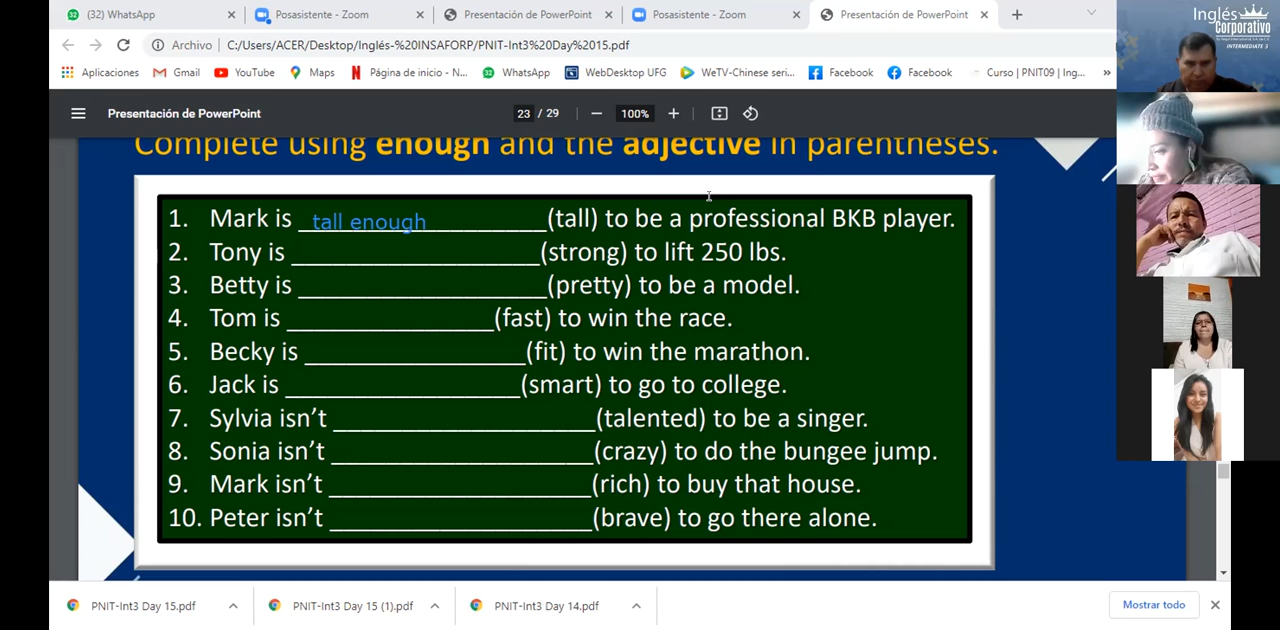 (32) WhatsApp
Posasistente - Zoom
Presentación de PowerPoint
Posasistente - Zoom
Presentación de PowerPoint
Archivo
C:/Users/ACER/Desktop/Inglés-%20INSAFORP/PNIT-Int3%20Day%2015.pdf
Aplicaciones
Gmail
YouTube
Maps
Página de inicio - N...
WhatsApp
WebDesktop UFG
WeTV-Chinese seri...
Facebook
Facebook
Curso | PNIT09 | Ing...
»
Presentación de PowerPoint
23 / 29
100%
Complete using enough and the adjective in parentheses.
1. Mark is tall enough (tall) to be a professional BKB player.
2. Tony is ____________________(strong) to lift 250 lbs.
3. Betty is ____________________(pretty) to be a model.
4. Tom is _________________(fast) to win the race.
5. Becky is __________________(fit) to win the marathon.
6. Jack is ___________________(smart) to go to college.
7. Sylvia isn’t _____________________(talented) to be a singer.
8. Sonia isn’t _____________________(crazy) to do the bungee jump.
9. Mark isn’t _____________________(rich) to buy that house.
10. Peter isn’t _____________________(brave) to go there alone.
PNIT-Int3 Day 15.pdf
PNIT-Int3 Day 15 (1).pdf
PNIT-Int3 Day 14.pdf
Mostrar todo
Inglés
Corporativo
INTERMEDIATE 3